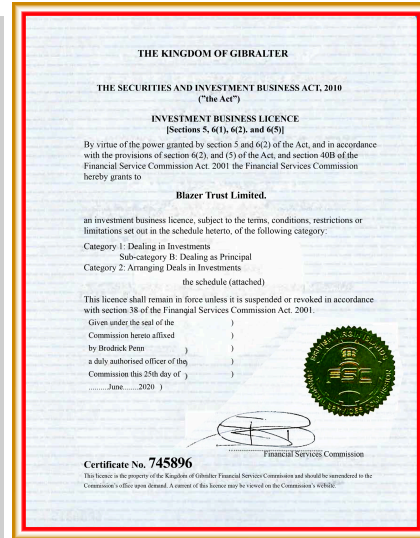 THE KINGDOM OF GIBRALTER
THE SECURITIES AND INVESTMENT BUSINESS ACT, 2010
("the Act")
INVESTMENT BUSINESS LICENCE
[Sections 5, 6(1), 6(2). and 6(5)]
By virtue of the power granted by section 5 and 6(2) of the Act, and in accordance
with the provisions of section 6(2), and (5) of the Act, and section 40B of the
Financial Service Commission Act. 2001 the Financial Services Commission
hereby grants to
Blazer Trust Limited.
an investment business licence, subject to the terms, conditions, restrictions or
limitations set out in the schedule heterto, of the following category:
Category 1: Dealing in Investments
Sub-category B: Dealing as Principal
Category 2: Arranging Deals in Investments
the schedule (attached)
This licence shall remain in force unless it is suspended or revoked in accordance
with section 38 of the Finançial Services Commission Act. 2001.
Given under the seal of the )
Commission hereto affixed )
by Brodrick Penn ) )
a duly authorised officer of the) )
Commission this 25th day of ) )
..........June........2020 )
FSC
Financial Services Commission
Certificate No. 745896
This licence is the property of the Kingdom of Gibralter Financial Services Commission and should be surrendered to the
Commission's office upon demand. A current of this licence may be viewed on the Commission's website.